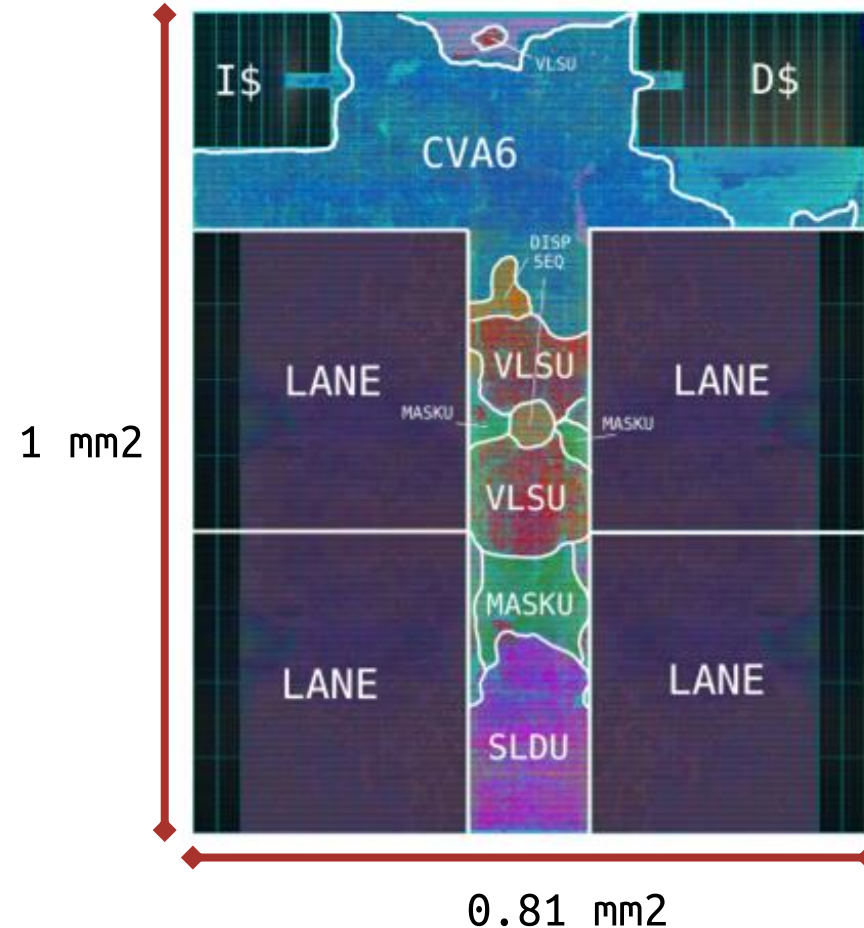 I$
D$
VLSU
CVA6
DISP
SEQ
LANE
VLSU
LANE
MASKU
MASKU
1 mm2
VLSU
MASKU
LANE
LANE
SLDU
0.81 mm2